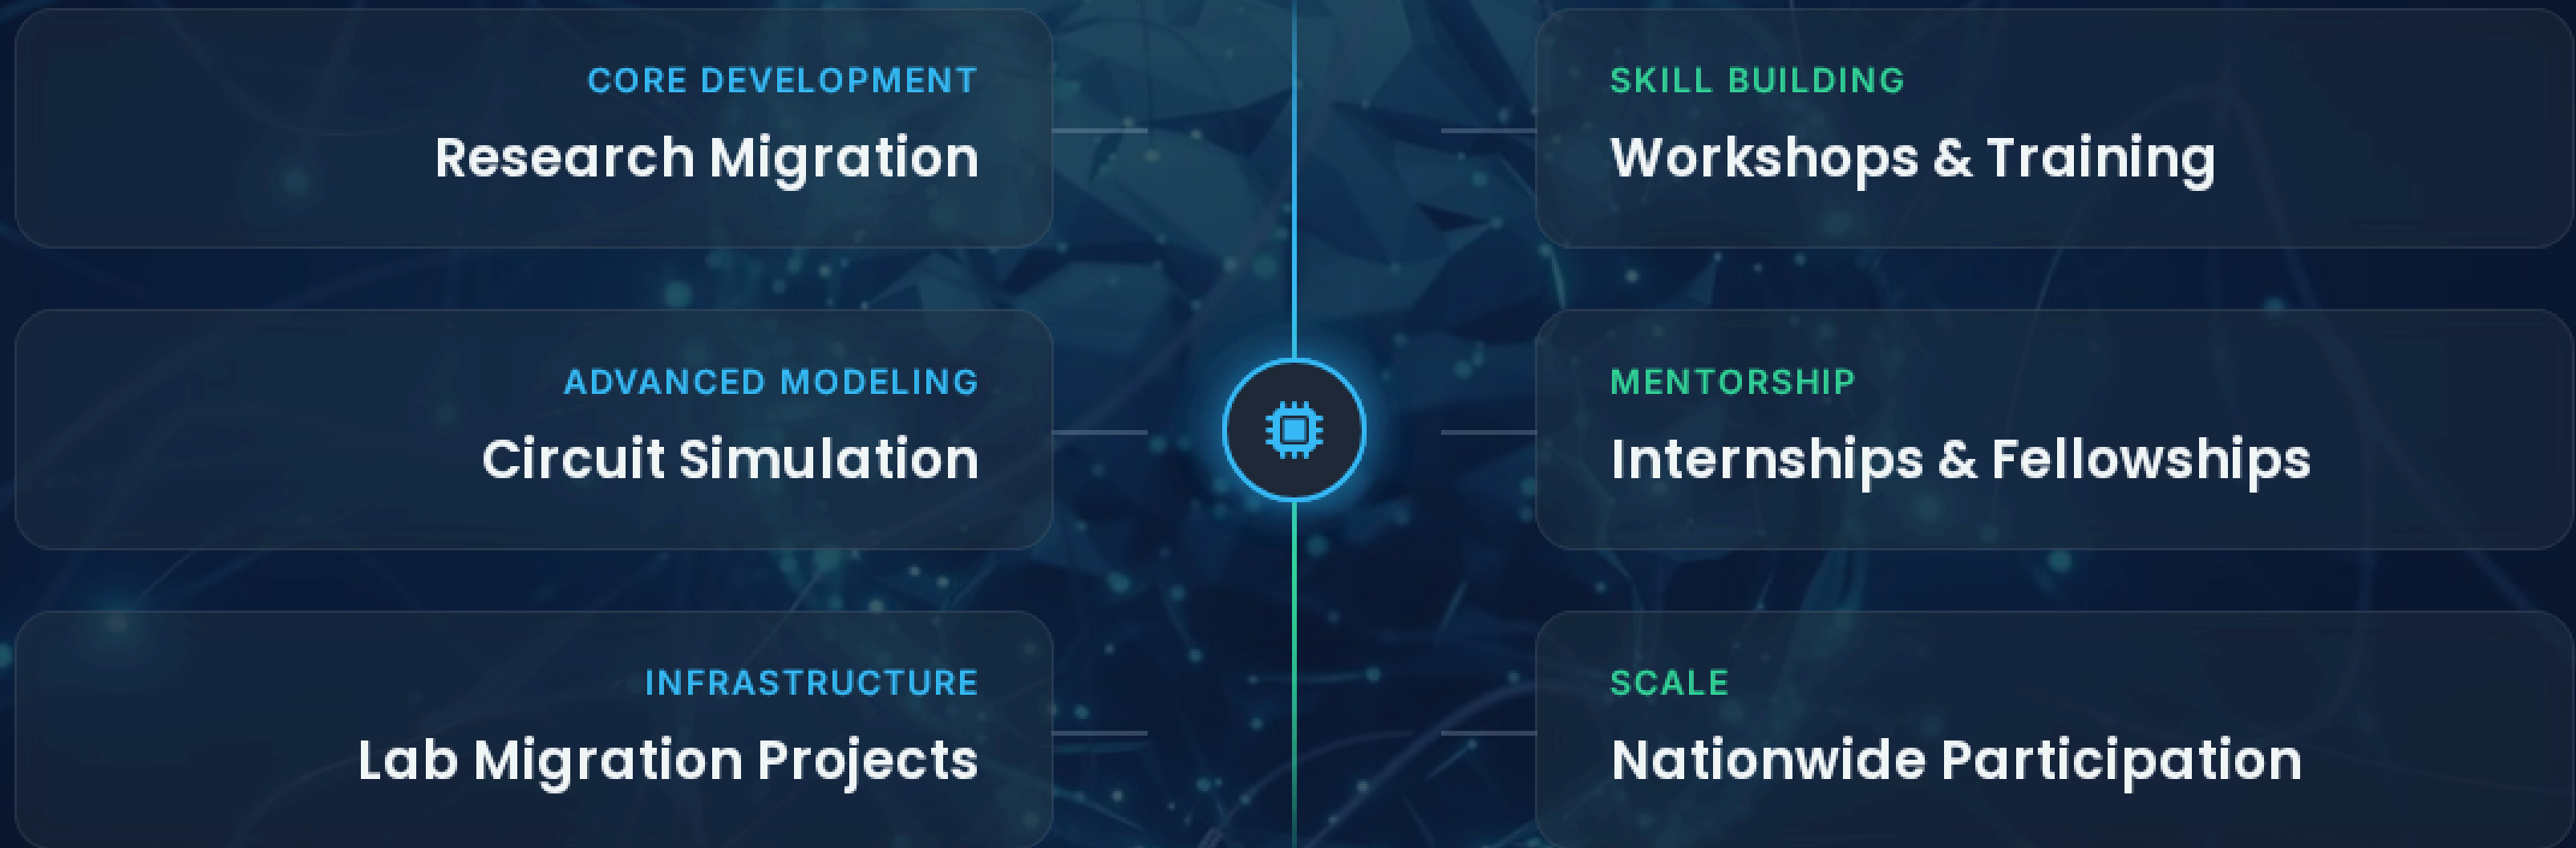 CORE DEVELOPMENT
Research Migration
SKILL BUILDING
Workshops & Training
ADVANCED MODELING
Circuit Simulation
MENTORSHIP
Internships & Fellowships
INFRASTRUCTURE
Lab Migration Projects
SCALE
Nationwide Participation